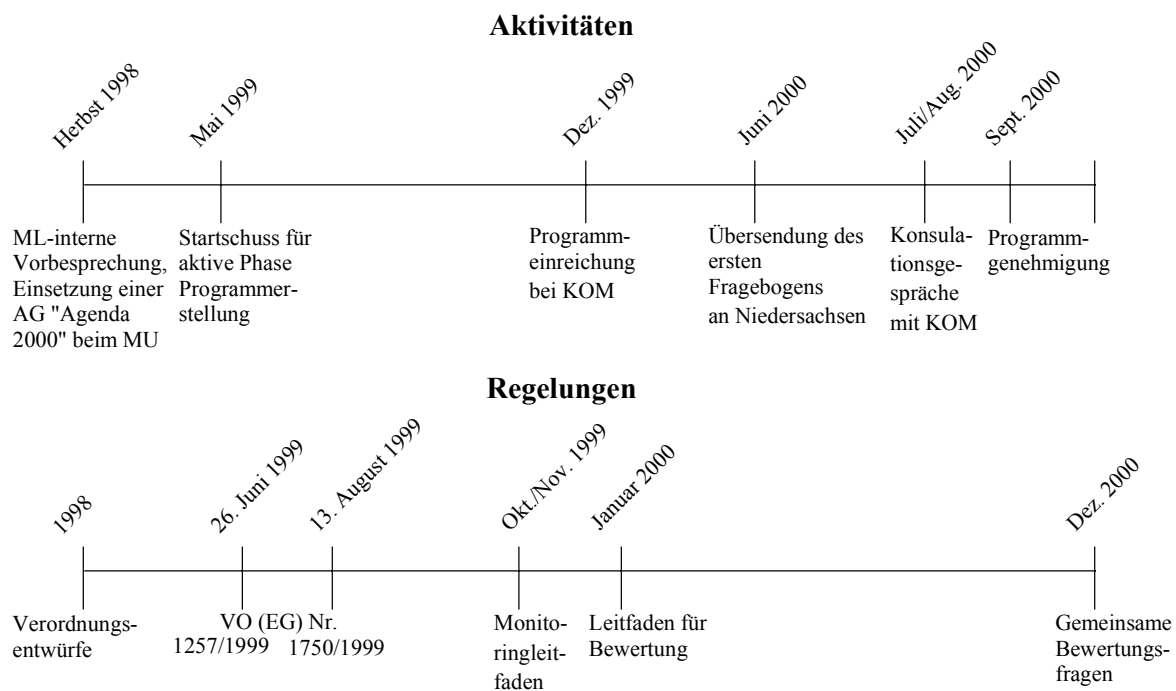 Aktivitäten
Herbst 1998
Mai 1999
Dez. 1999
Juni 2000
Juli/Aug. 2000
Sept. 2000
ML-interne
Vorbesprechung,
Einsetzung einer
AG "Agenda
2000" beim MU
Startschuss für
aktive Phase
Programmer-
stellung
Programm-
einreichung
bei KOM
Übersendung des
ersten
Fragebogens
an Niedersachsen
Konsula-
tionsge-
spräche
mit KOM
Programm-
genehmigung
Regelungen
1998
26. Juni 1999
13. August 1999
Okt./Nov. 1999
Januar 2000
Dez. 2000
Verordnungs-
entwürfe
VO (EG) Nr.
1257/1999
1750/1999
Monito-
ringleit-
faden
Leitfaden für
Bewertung
Gemeinsame
Bewertungs-
fragen